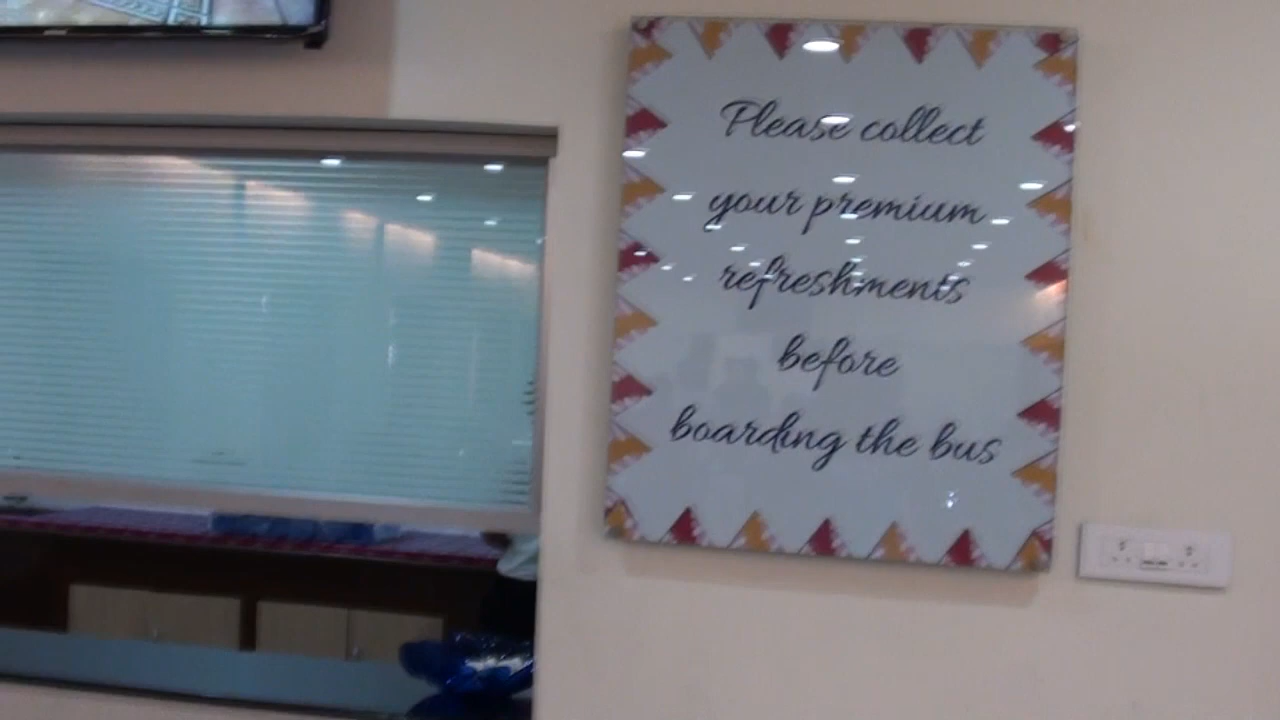 Please collect
your premium
refreshments
before
boarding the bus